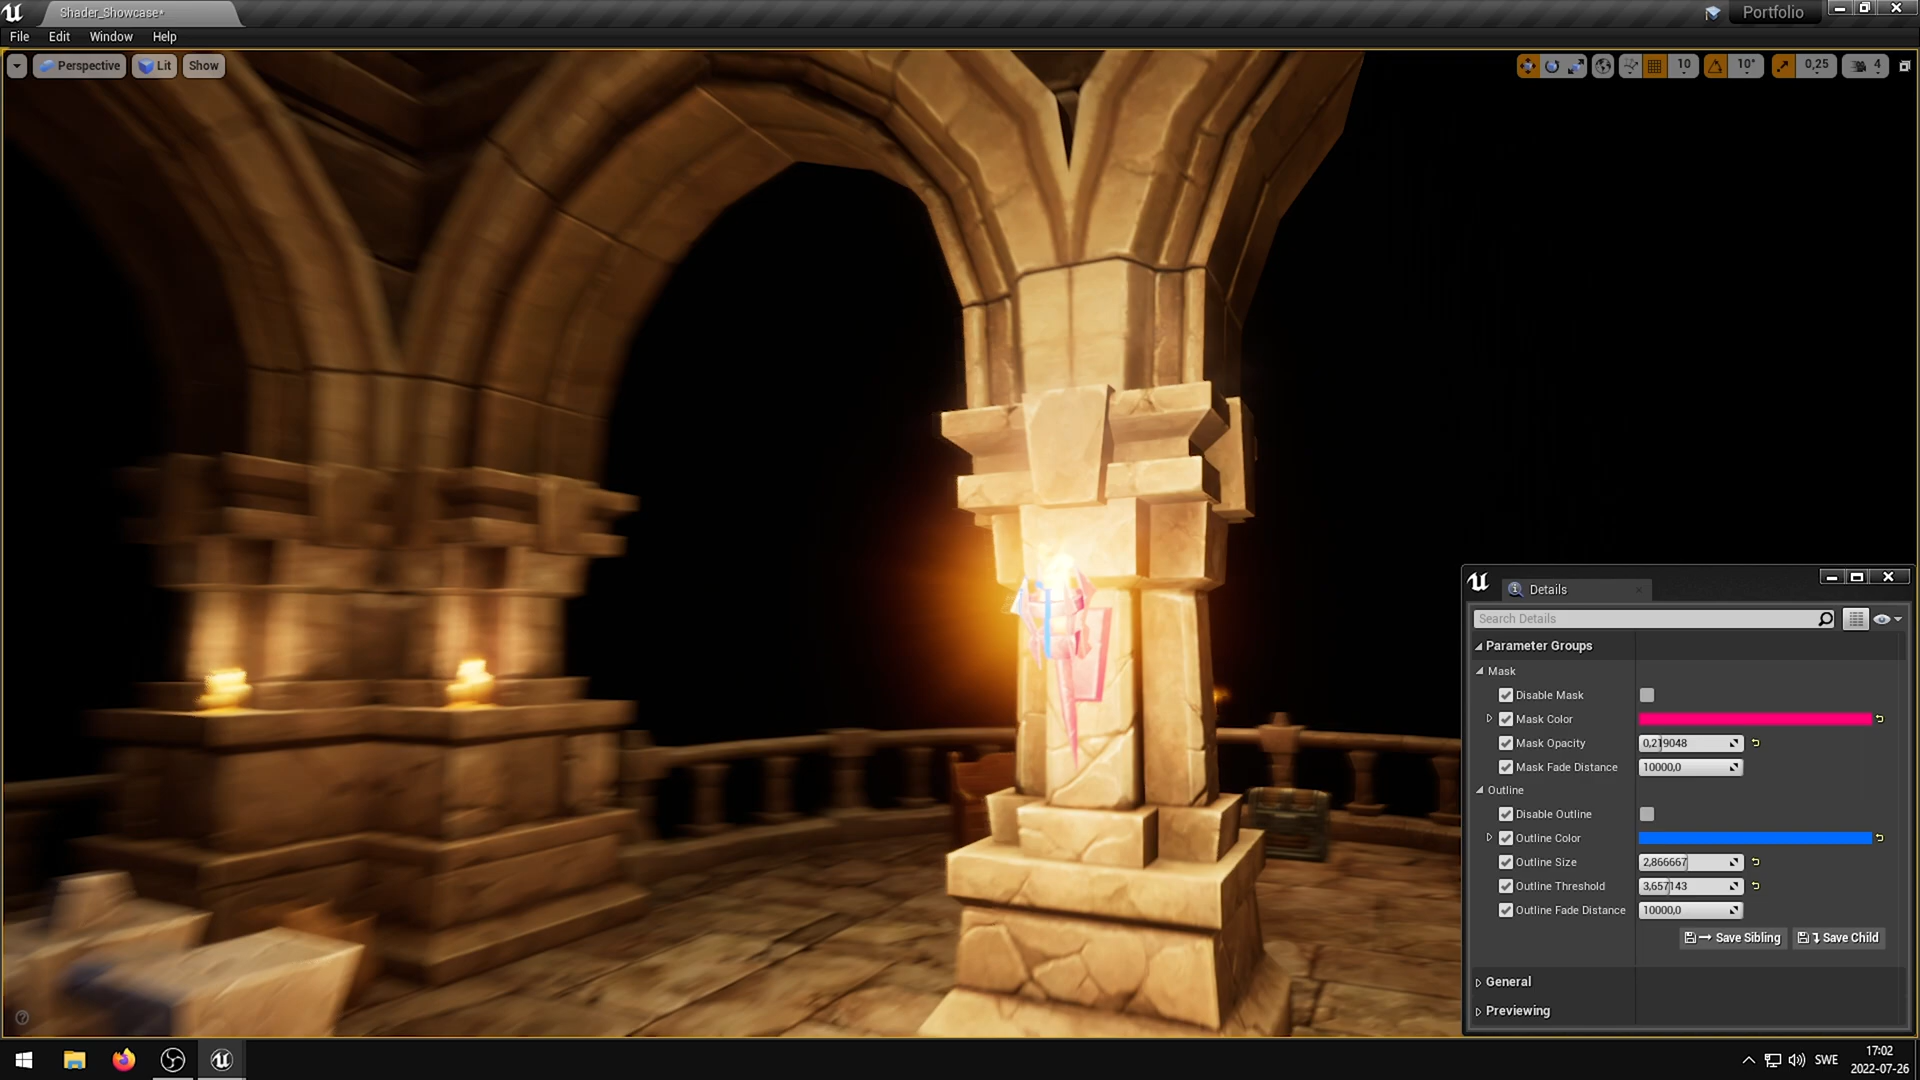 Shader_Showcase*
Portfolio
File Edit Window Help
Perspective Lit Show
10 10° 0,25 4
Details
Search Details
Parameter Groups
Mask
Disable Mask
Mask Color
Mask Opacity 0,219048
Mask Fade Distance 10000,0
Outline
Disable Outline
Outline Color
Outline Size 2,866667
Outline Threshold 3,657143
Outline Fade Distance 10000,0
Save Sibling Save Child
General
Previewing
SWE
17:02
2022-07-26